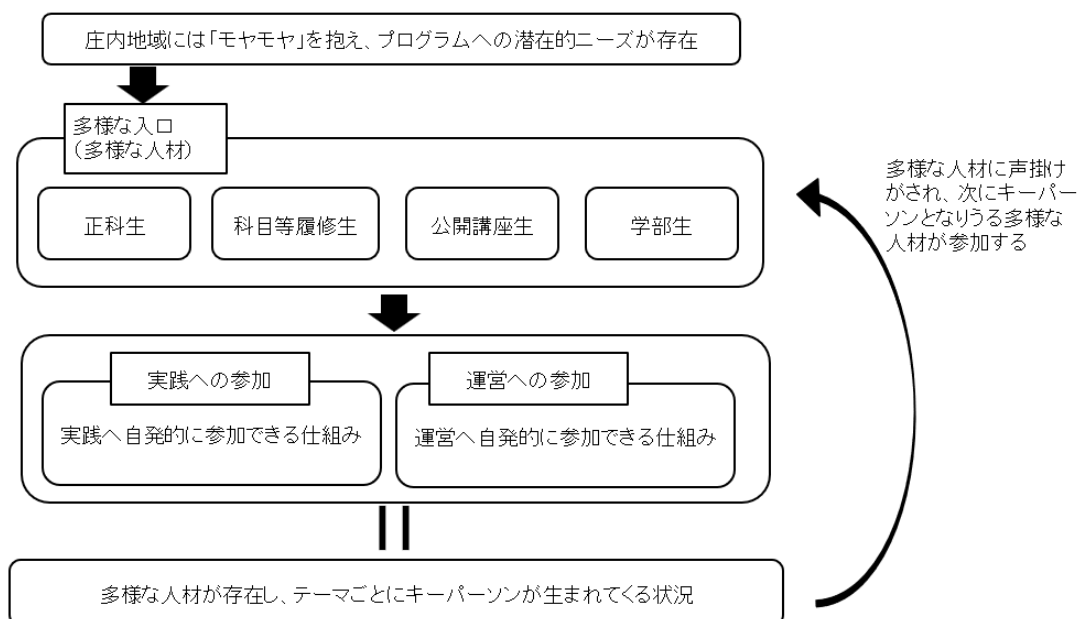 庄内地域には「モヤモヤ」を抱え、プログラムへの潜在的ニーズが存在
多様な入口
（多様な人材）
正科生
科目等履修生
公開講座生
学部生
多様な人材に声掛け
がされ、次にキーパー
ソンとなりうる多様な
人材が参加する
実践への参加
実践へ自発的に参加できる仕組み
運営への参加
運営へ自発的に参加できる仕組み
多様な人材が存在し、テーマごとにキーパーソンが生まれてくる状況